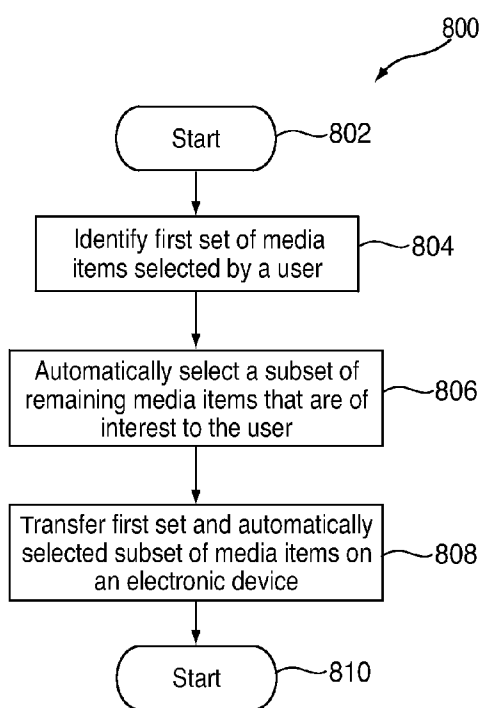 800
Start
802
Identify first set of media
items selected by a user
804
Automatically select a subset of
remaining media items that are of
interest to the user
806
Transfer first set and automatically
selected subset of media items on
an electronic device
808
Start
810